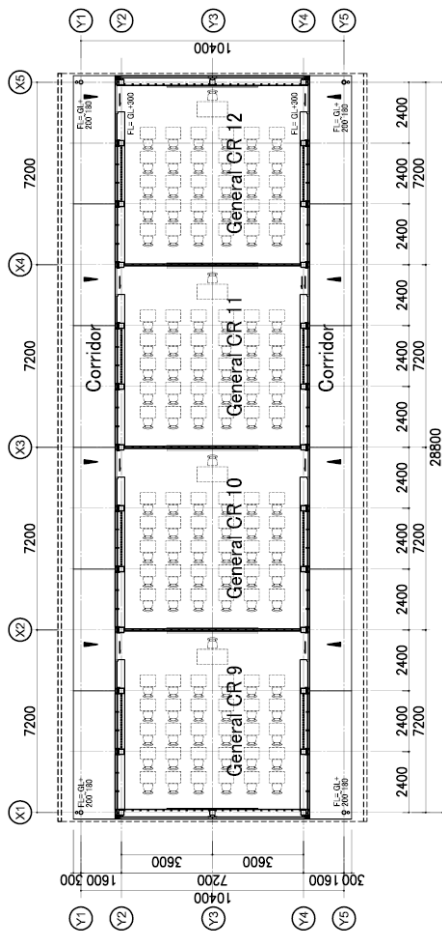 X1 X2 X3 X4 X5
7200 7200 7200 7200
Y1 Y2 Y3 Y4 Y5
10400
300 1600 7200 1600 300
3600 3600
FL= GL+
200~180
FL= GL+
200~180
FL= GL+300
Corridor
General CR 9
General CR 10
General CR 11
General CR 12
Corridor
FL= GL+300
FL= GL+
200~180
FL= GL+
200~180
Y1 Y2 Y3 Y4 Y5
10400
2400 2400 2400 2400 2400 2400 2400 2400 2400 2400 2400 2400
7200 7200 7200 7200
28800